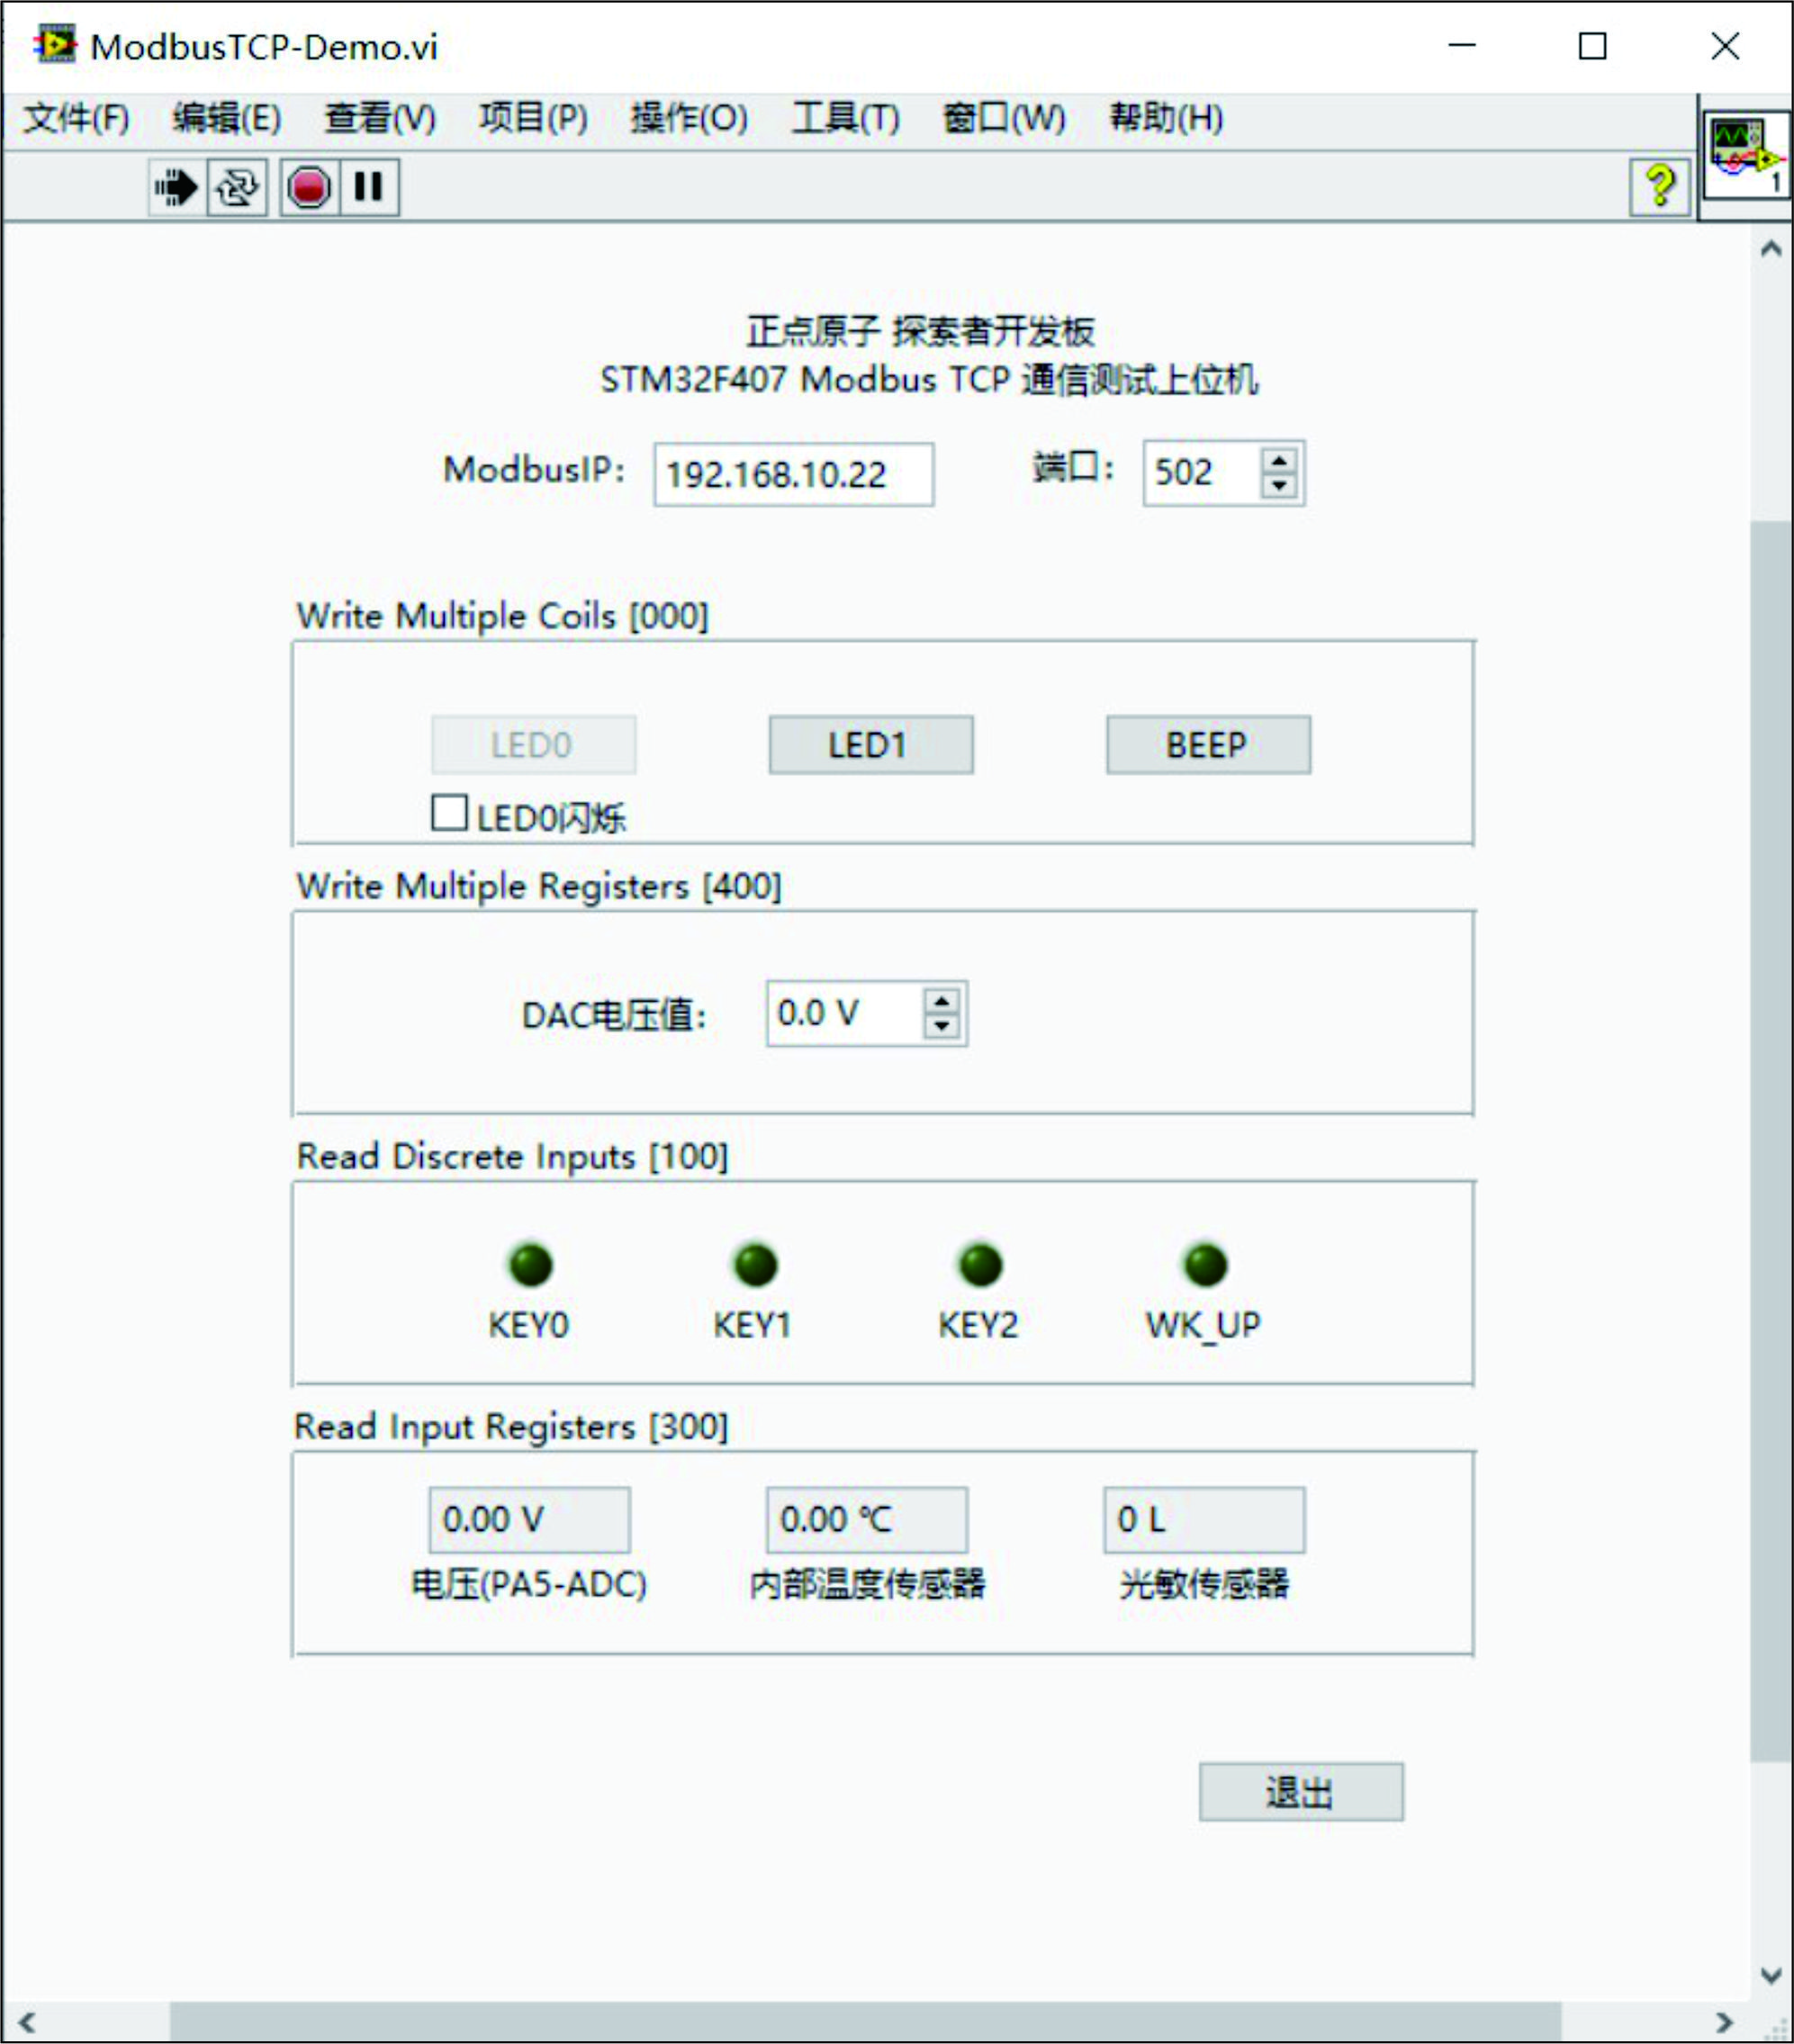 ModbusTCP-Demo.vi
文件(F) 编辑(E) 查看(V) 项目(P) 操作(O) 工具(T) 窗口(W) 帮助(H)
?
1
正点原子 探索者开发板
STM32F407 Modbus TCP 通信测试上位机
ModbusIP: 192.168.10.22 端口: 502
Write Multiple Coils [000]
LED0 LED1 BEEP
LED0闪烁
Write Multiple Registers [400]
DAC电压值: 0.0 V
Read Discrete Inputs [100]
KEY0 KEY1 KEY2 WK_UP
Read Input Registers [300]
0.00 V 0.00 ℃ 0 L
电压(PA5-ADC) 内部温度传感器 光敏传感器
退出